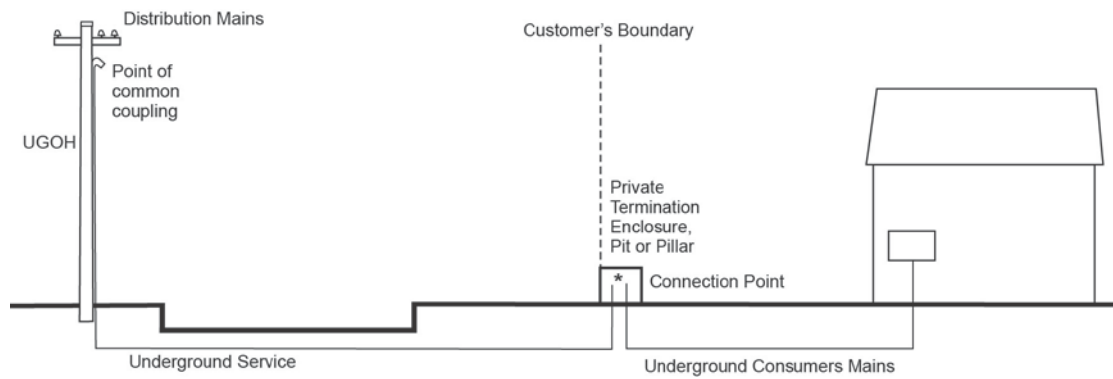 Distribution Mains
Customer's Boundary
Point of
common
coupling
UGOH
Private
Termination
Enclosure,
Pit or Pillar
*
Connection Point
Underground Service
Underground Consumers Mains